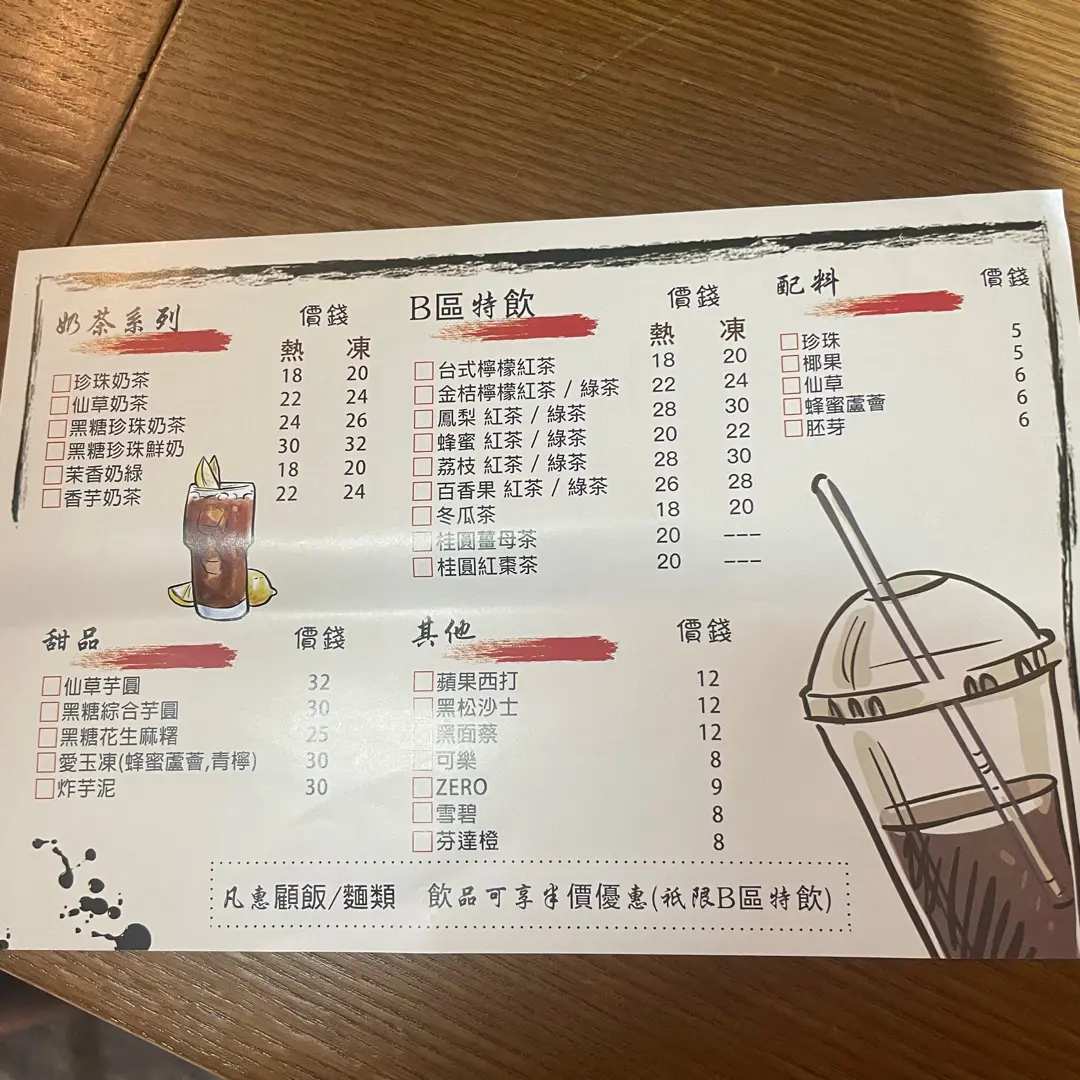 奶茶系列 價錢
熱 凍
珍珠奶茶 18 20
仙草奶茶 22 24
黑糖珍珠奶茶 24 26
黑糖珍珠鮮奶 30 32
茉香奶綠 18 20
香芋奶茶 22 24
B區特飲 價錢
熱 凍
台式檸檬紅茶 18 20
金桔檸檬紅茶 / 綠茶 22 24
鳳梨 紅茶 / 綠茶 28 30
蜂蜜 紅茶 / 綠茶 20 22
荔枝 紅茶 / 綠茶 28 30
百香果 紅茶 / 綠茶 26 28
冬瓜茶 18 20
桂圓薑母茶 20 ---
桂圓紅棗茶 20 ---
配料 價錢
珍珠 5
椰果 5
仙草 6
蜂蜜蘆薈 6
胚芽 6
甜品 價錢
仙草芋圓 32
黑糖綜合芋圓 30
黑糖花生麻糬 25
愛玉凍(蜂蜜蘆薈,青檸) 30
炸芋泥 30
其他 價錢
蘋果西打 12
黑松沙士 12
黑面蔡 12
可樂 8
ZERO 9
雪碧 8
芬達橙 8
凡惠顧飯/麵類 飲品可享半價優惠(祇限B區特飲)